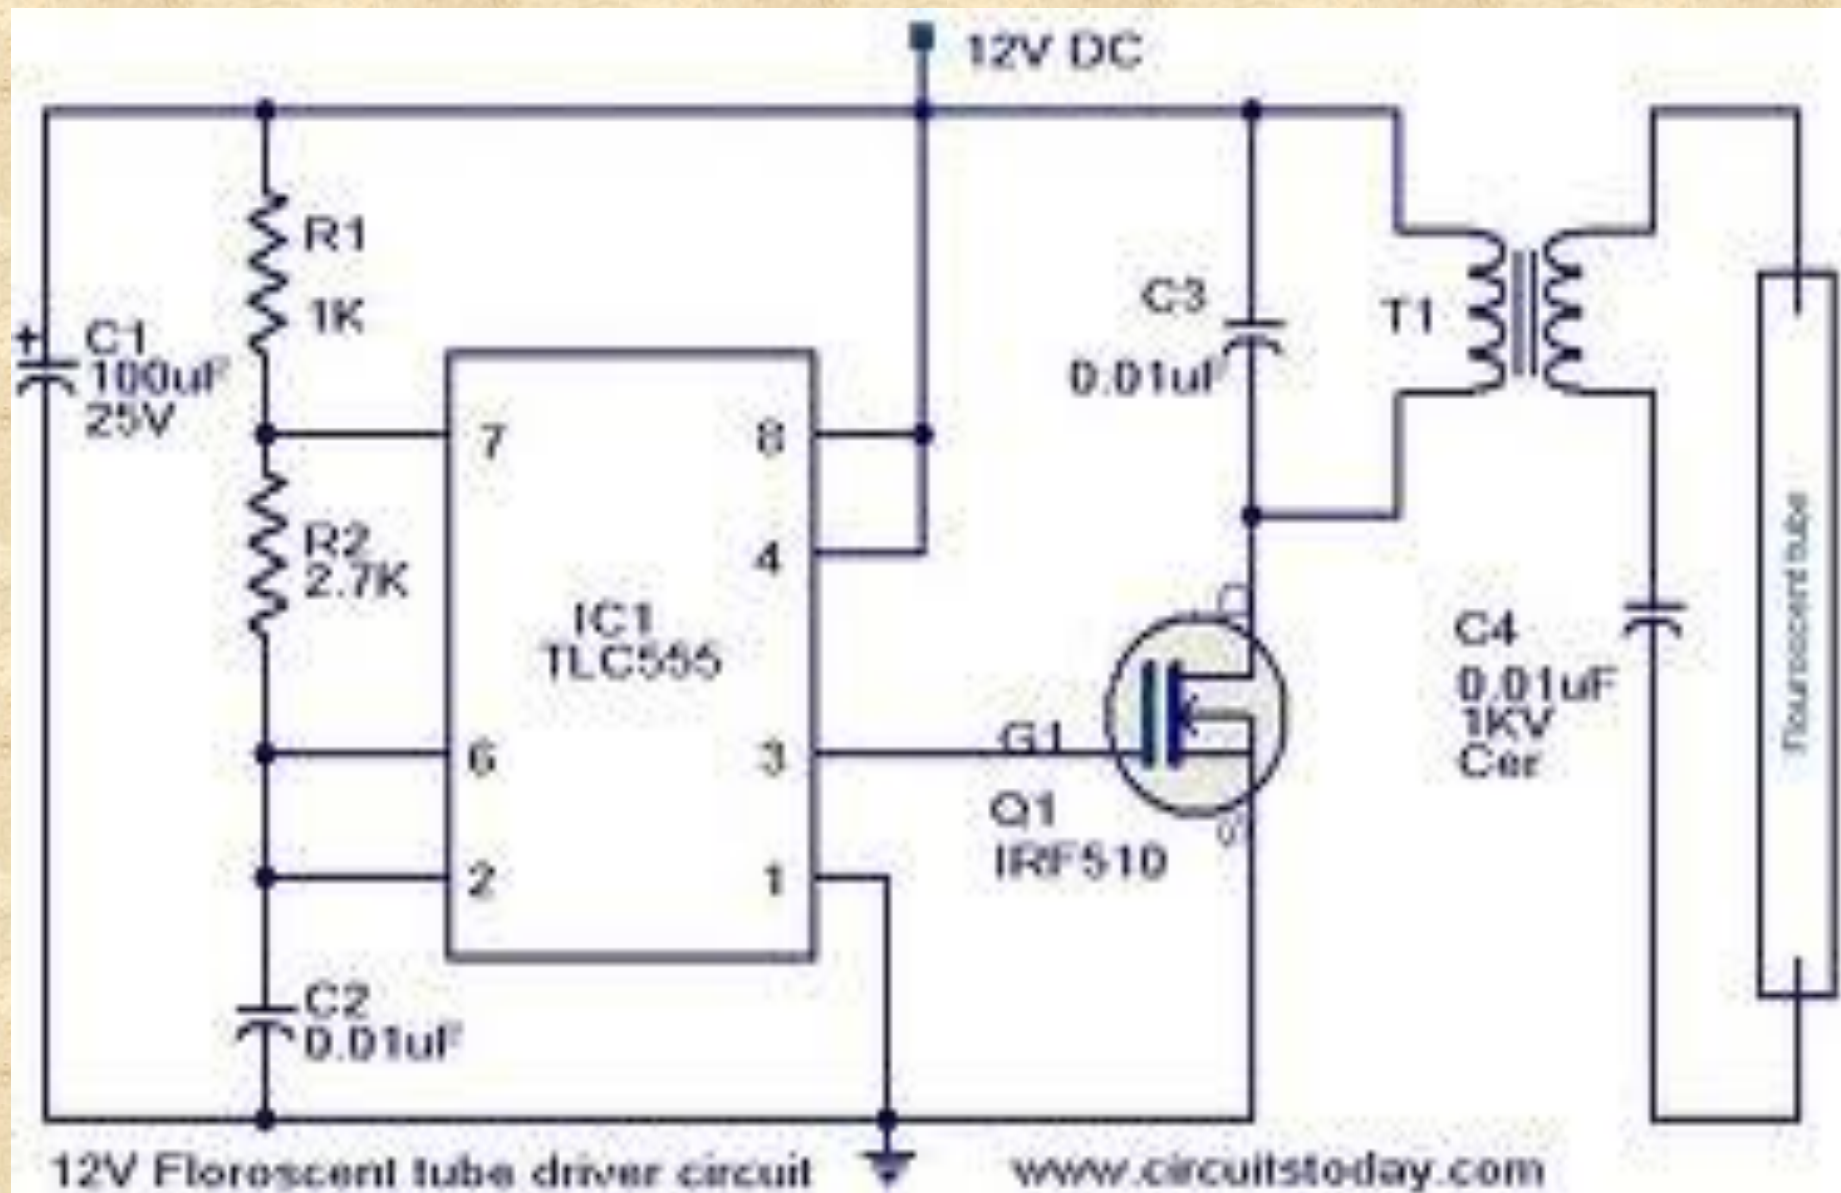 12V DC
R1
1K
C1
100uF
25V
R2
2.7K
C2
0.01uF
7
6
2
8
4
3
1
IC1
TLC555
C3
0.01uF
T1
D
G1
S
Q1
IRF510
C4
0.01uF
1KV
Cer
Flouroscent tube
12V Floroscent tube driver circuit
www.circuitstoday.com